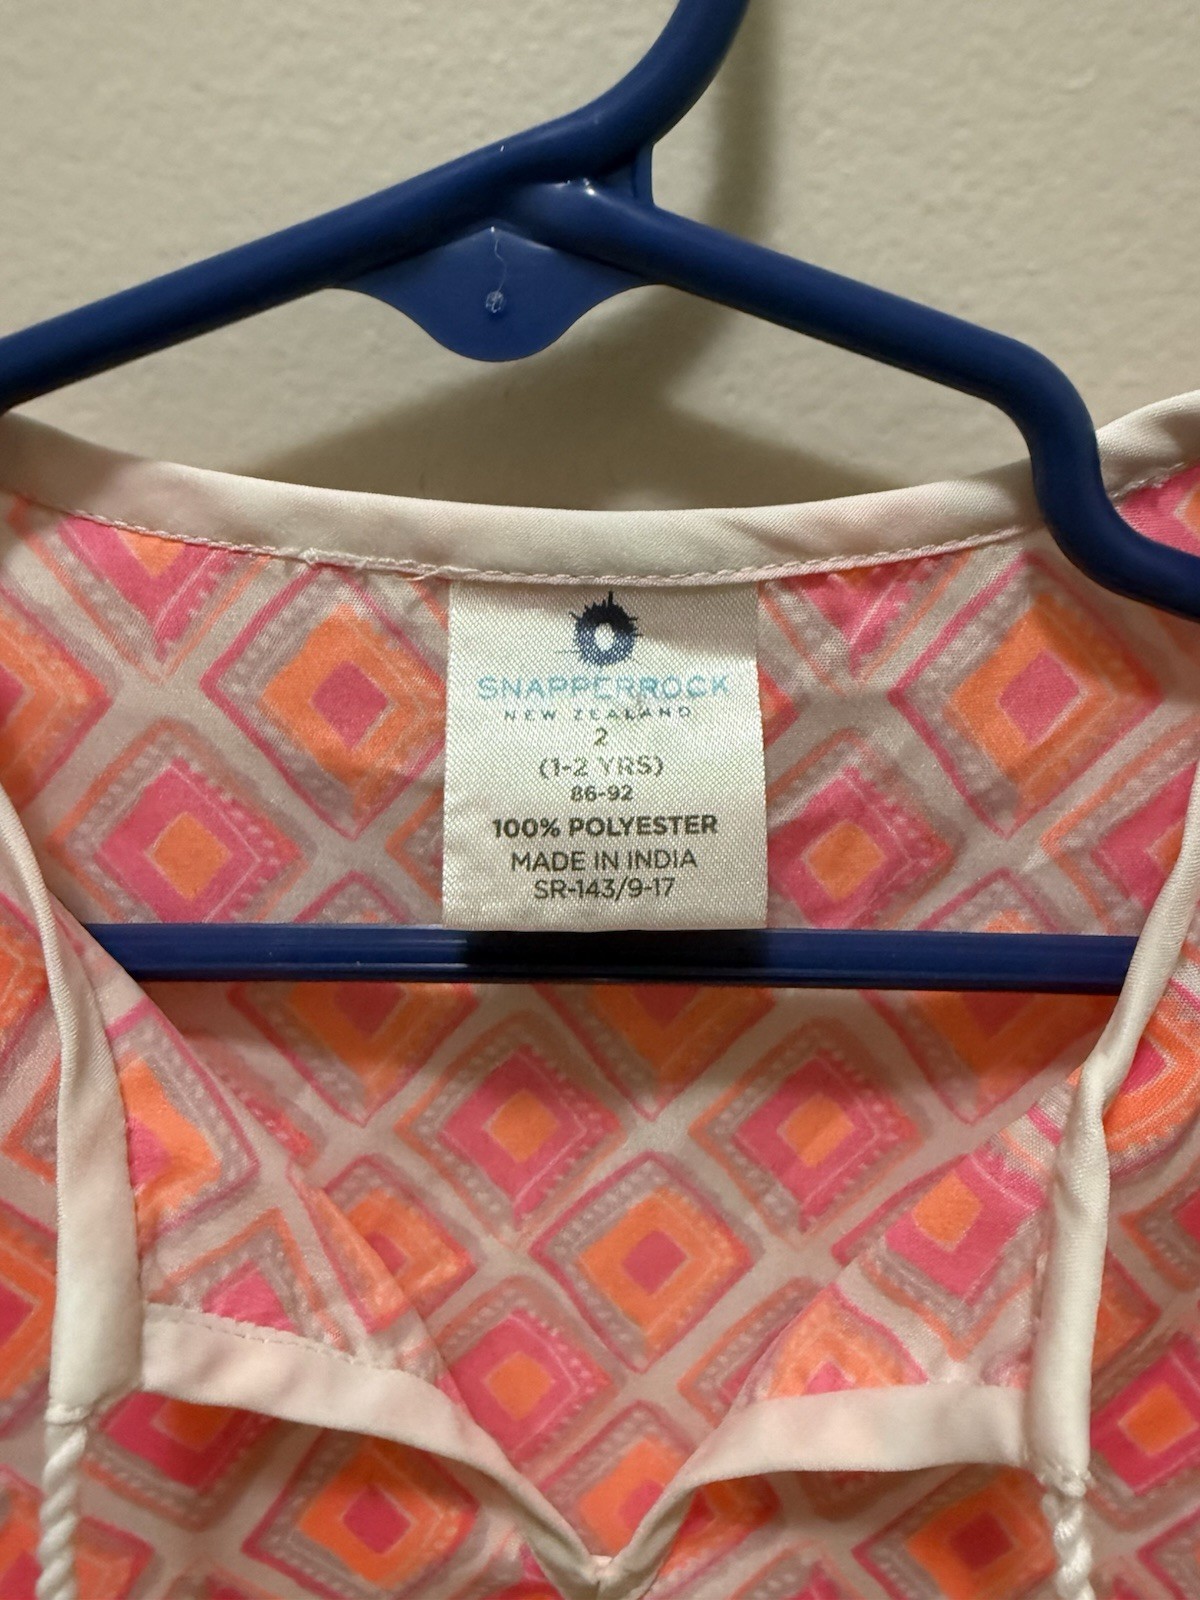 SNAPPERROCK
NEW ZEALAND
2
(1-2 YRS)
86-92
100% POLYESTER
MADE IN INDIA
SR-143/9-17